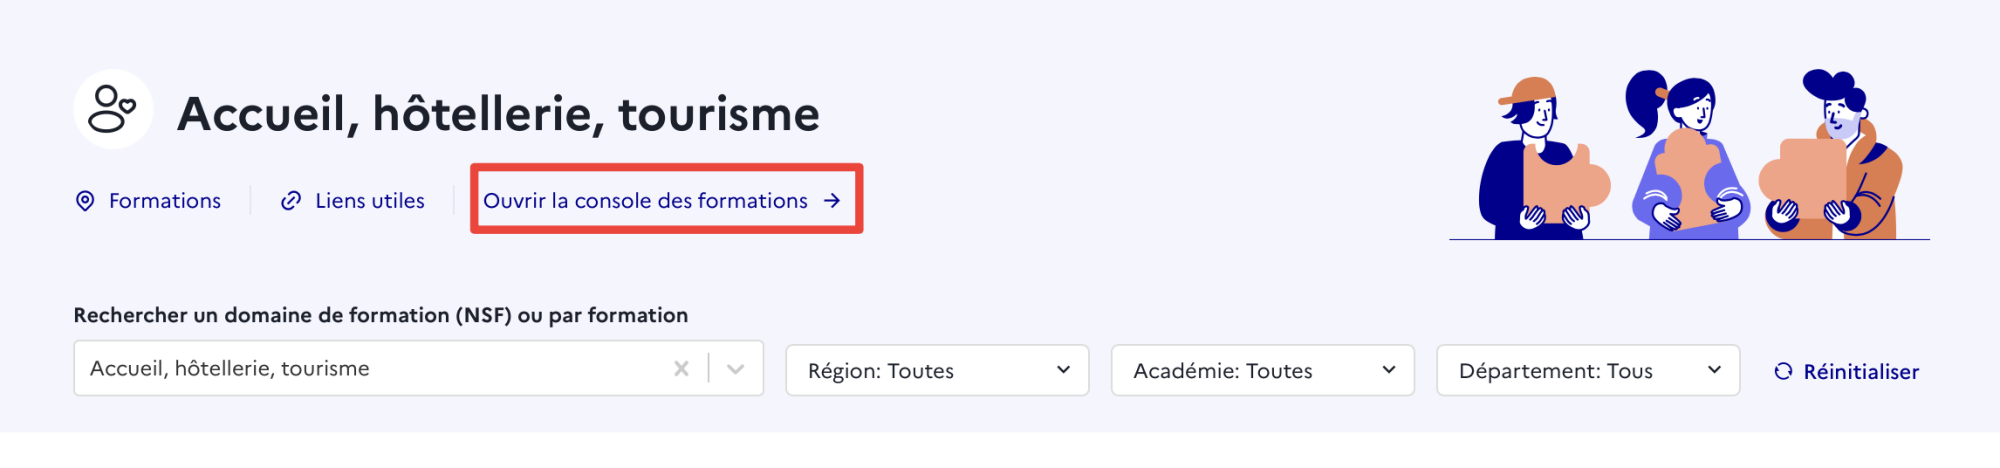 Accueil, hôtellerie, tourisme
Formations
Liens utiles
Ouvrir la console des formations
Rechercher un domaine de formation (NSF) ou par formation
Accueil, hôtellerie, tourisme
Région: Toutes
Académie: Toutes
Département: Tous
Réinitialiser